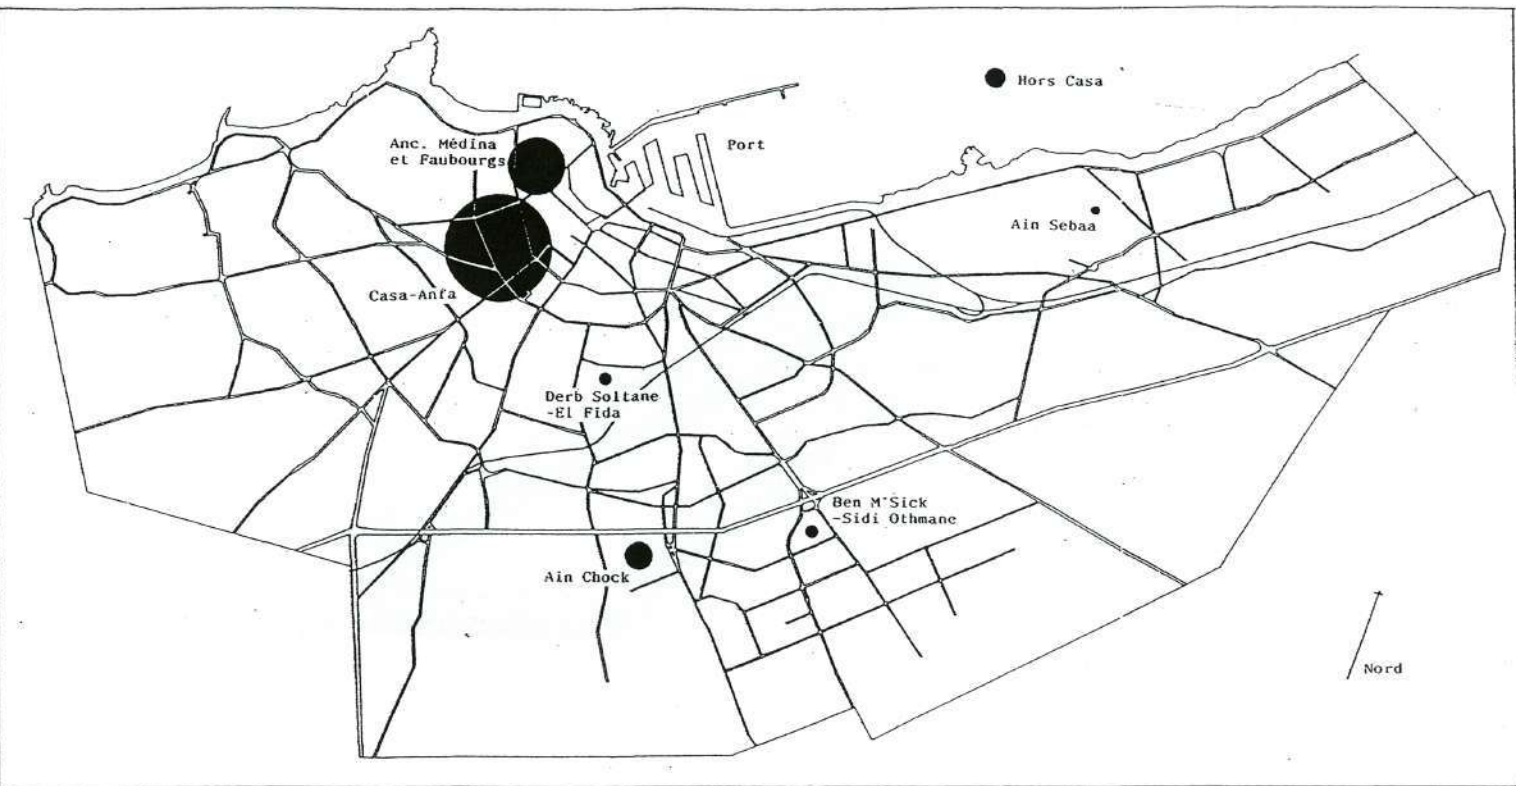 Hors Casa
Anc. Médina
et Faubourgs
Port
Ain Sebaa
Casa-Anfa
Derb Soltane
-El Fida
Ben M'Sick
-Sidi Othmane
Ain Chock
Nord